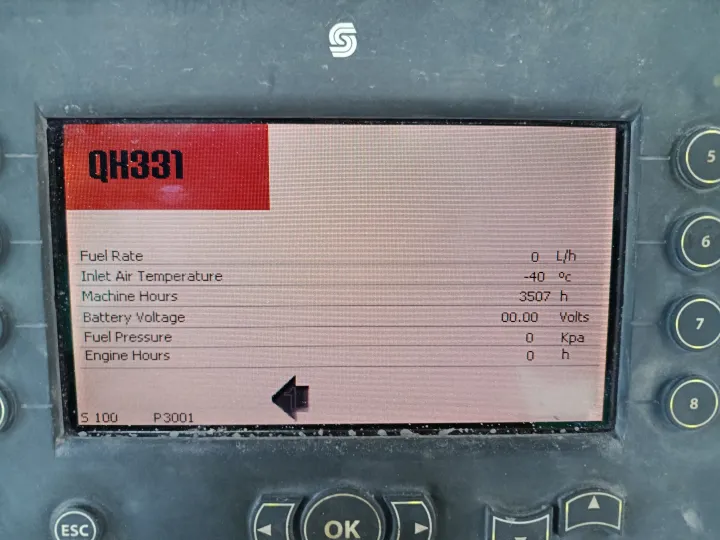 QH331
Fuel Rate 0 L/h
Inlet Air Temperature -40 ºc
Machine Hours 3507 h
Battery Voltage 00.00 Volts
Fuel Pressure 0 Kpa
Engine Hours 0 h
S 100 P3001
5
6
7
8
ESC
OK